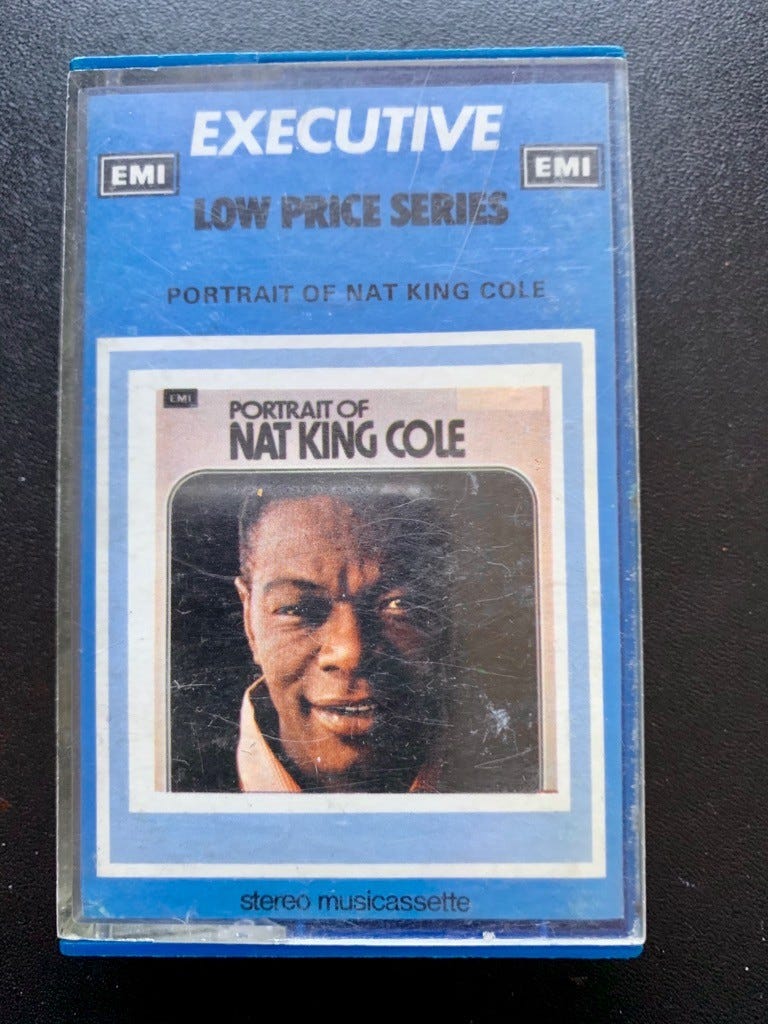 EXECUTIVE
EMI
EMI
LOW PRICE SERIES
PORTRAIT OF NAT KING COLE
EMI
PORTRAIT OF
NAT KING COLE
stereo musicassette